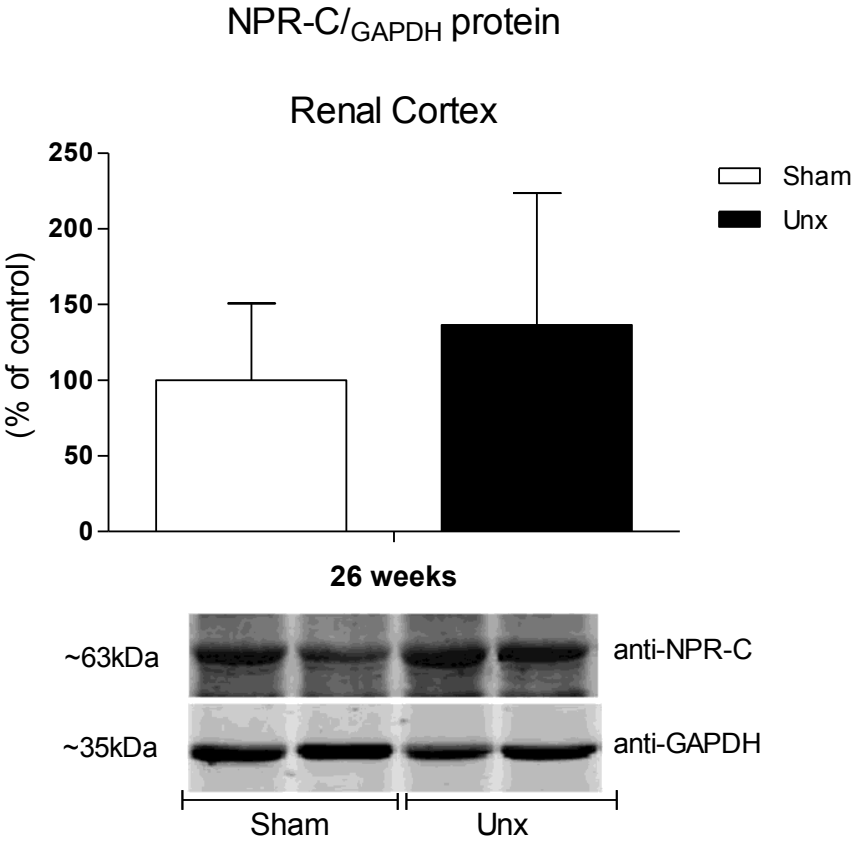 NPR-C/GAPDH protein
Renal Cortex
250
200
150
100
50
0
(% of control)
Sham
Unx
26 weeks
~63kDa
anti-NPR-C
~35kDa
anti-GAPDH
Sham
Unx